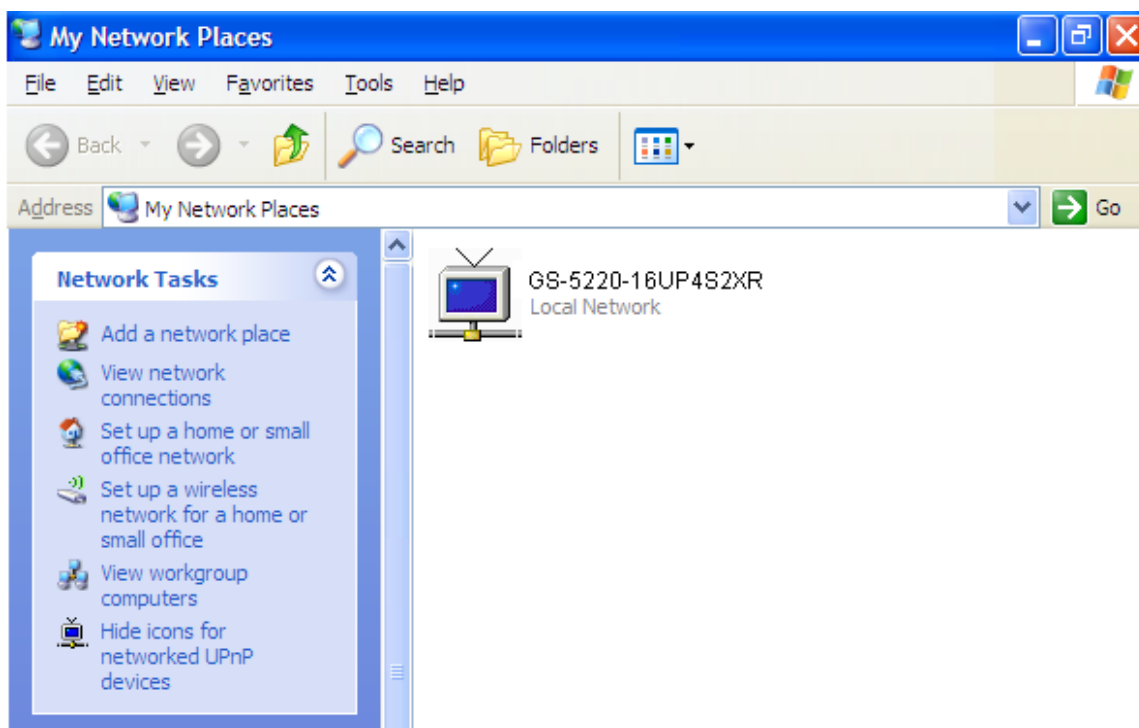 My Network Places
File Edit View Favorites Tools Help
Back Search Folders
Address My Network Places Go
Network Tasks
Add a network place
View network
connections
Set up a home or small
office network
Set up a wireless
network for a home or
small office
View workgroup
computers
Hide icons for
networked UPnP
devices
GS-5220-16UP4S2XR
Local Network